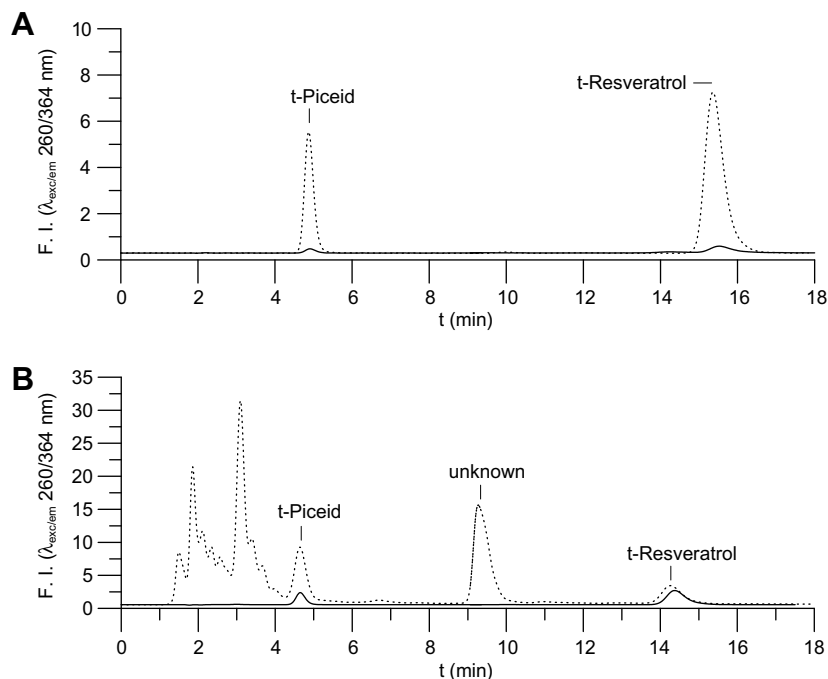 A
10
8
6
4
2
0
F. I. (λexc/em 260/364 nm)
t-Piceid
t-Resveratrol
0 2 4 6 8 10 12 14 16 18
t (min)
B
35
30
25
20
15
10
5
0
F. I. (λexc/em 260/364 nm)
t-Piceid
unknown
t-Resveratrol
0 2 4 6 8 10 12 14 16 18
t (min)